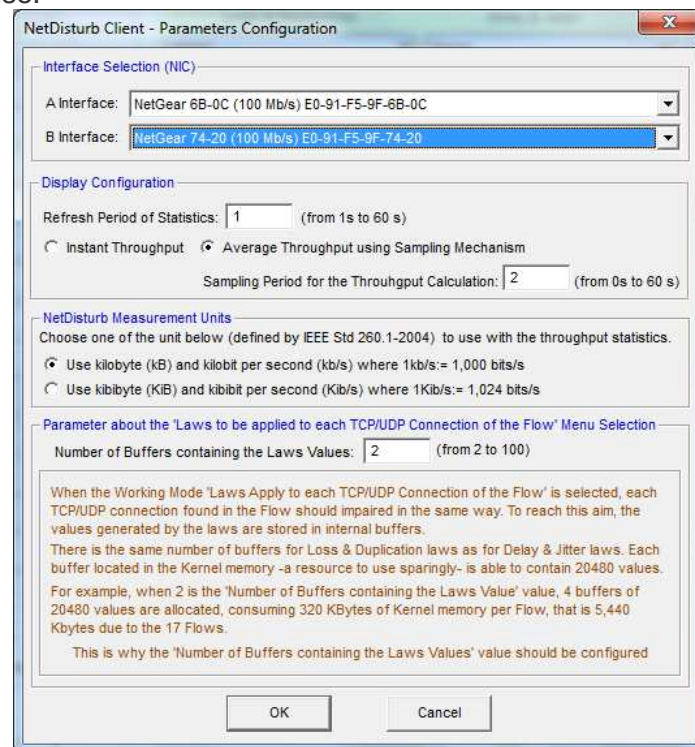 NetDisturb Client - Parameters Configuration
Interface Selection (NIC)
A Interface: NetGear 6B-0C (100 Mb/s) E0-91-F5-9F-6B-0C
B Interface: NetGear 74-20 (100 Mb/s) E0-91-F5-9F-74-20
Display Configuration
Refresh Period of Statistics: 1 (from 1s to 60 s)
Instant Throughput Average Throughput using Sampling Mechanism
Sampling Period for the Throuhgput Calculation: 2 (from 0s to 60 s)
NetDisturb Measurement Units
Choose one of the unit below (defined by IEEE Std 260.1-2004) to use with the throughput statistics.
Use kilobyte (kB) and kilobit per second (kb/s) where 1kb/s:= 1,000 bits/s
Use kibibyte (KiB) and kibibit per second (Kib/s) where 1Kib/s:= 1,024 bits/s
Parameter about the 'Laws to be applied to each TCP/UDP Connection of the Flow' Menu Selection
Number of Buffers containing the Laws Values: 2 (from 2 to 100)
When the Working Mode 'Laws Apply to each TCP/UDP Connection of the Flow' is selected, each
TCP/UDP connection found in the Flow should impaired in the same way. To reach this aim, the
values generated by the laws are stored in internal buffers.
There is the same number of buffers for Loss & Duplication laws as for Delay & Jitter laws. Each
buffer located in the Kernel memory -a resource to use sparingly- is able to contain 20480 values.
For example, when 2 is the 'Number of Buffers containing the Laws Value' value, 4 buffers of
20480 values are allocated, consuming 320 KBytes of Kernel memory per Flow, that is 5,440
Kbytes due to the 17 Flows.
This is why the 'Number of Buffers containing the Laws Values' value should be configured
OK Cancel